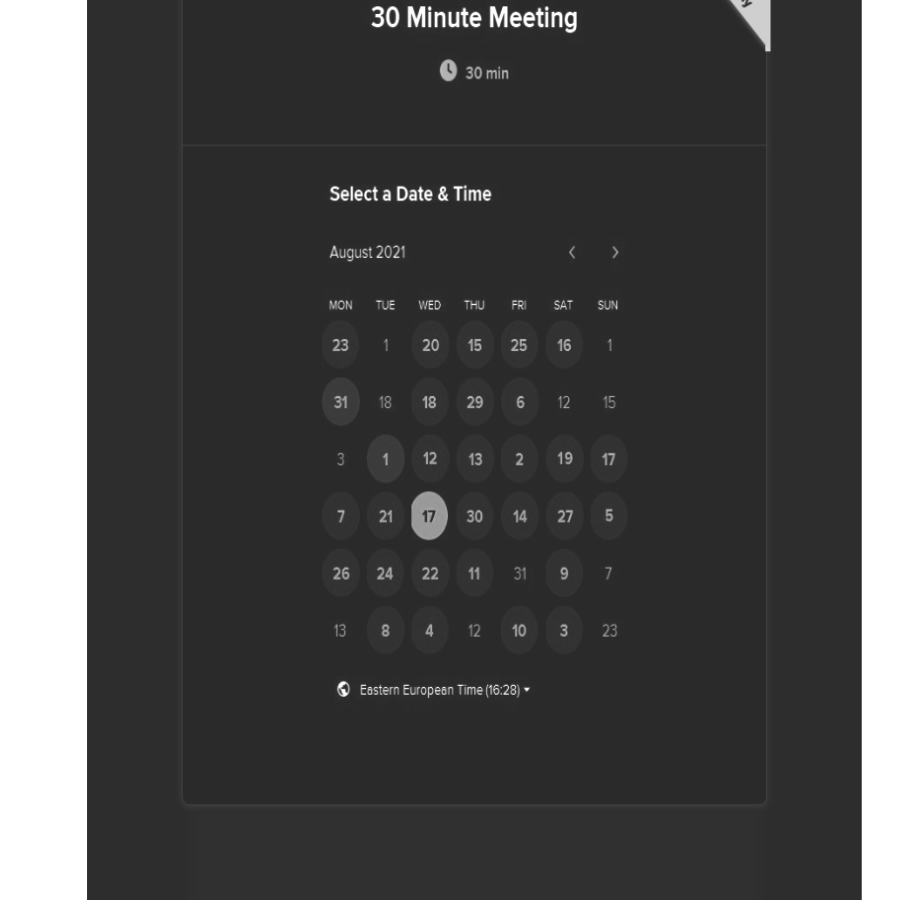 30 Minute Meeting
30 min
Select a Date & Time
August 2021
MON TUE WED THU FRI SAT SUN
23 1 20 15 25 16 1
31 18 18 29 6 12 15
3 1 12 13 2 19 17
7 21 17 30 14 27 5
26 24 22 11 31 9 7
13 8 4 12 10 3 23
Eastern European Time (16:28)